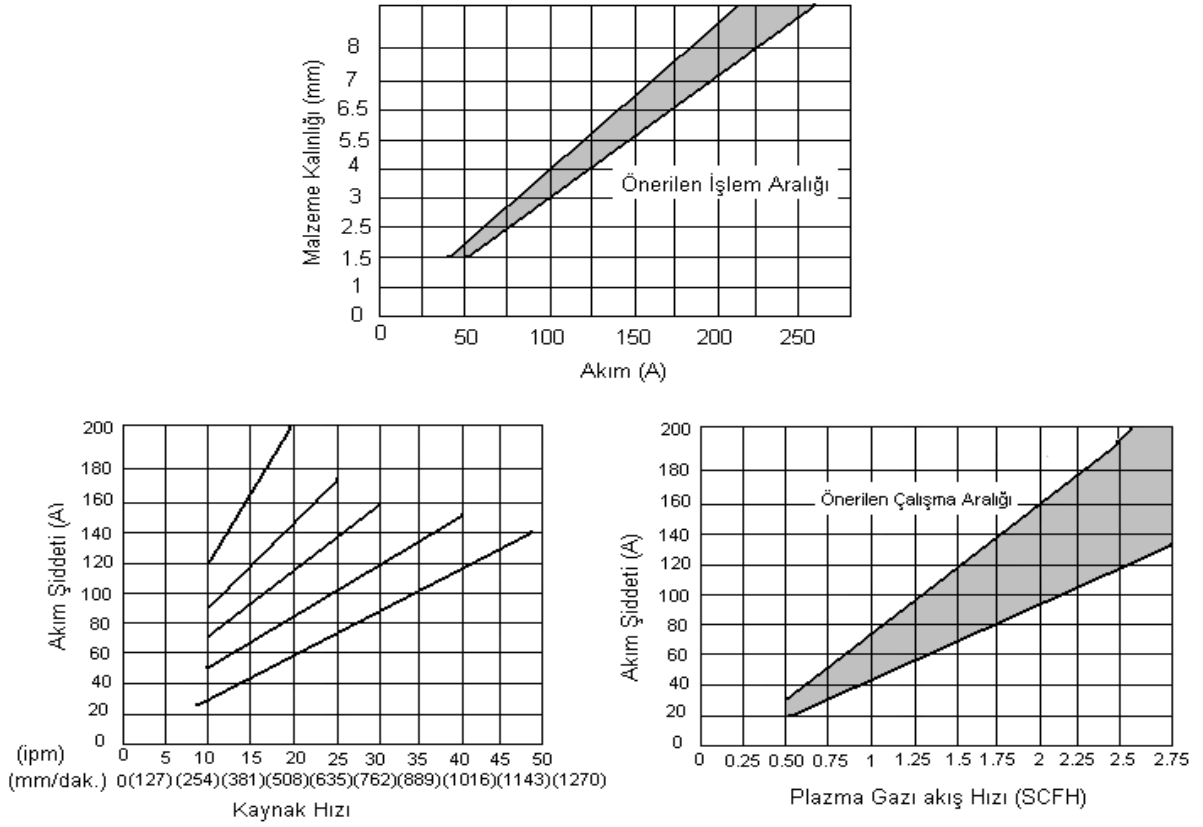 Malzeme Kalınlığı (mm)
8
7
6.5
5.5
4
3
2.5
1.5
1
0
Önerilen İşlem Aralığı
0 50 100 150 200 250
Akım (A)
Akım Şiddeti (A)
200
180
160
140
120
100
80
60
40
20
0
(ipm) 0 5 10 15 20 25 30 35 40 45 50
(mm/dak.) 0(127)(254)(381)(508)(635)(762)(889)(1016)(1143)(1270)
Kaynak Hızı
Akım Şiddeti (A)
200
180
160
140
120
100
80
60
40
20
0
Önerilen Çalışma Aralığı
0 0.25 0.50 0.75 1 1.25 1.5 1.75 2 2.25 2.5 2.75
Plazma Gazı akış Hızı (SCFH)